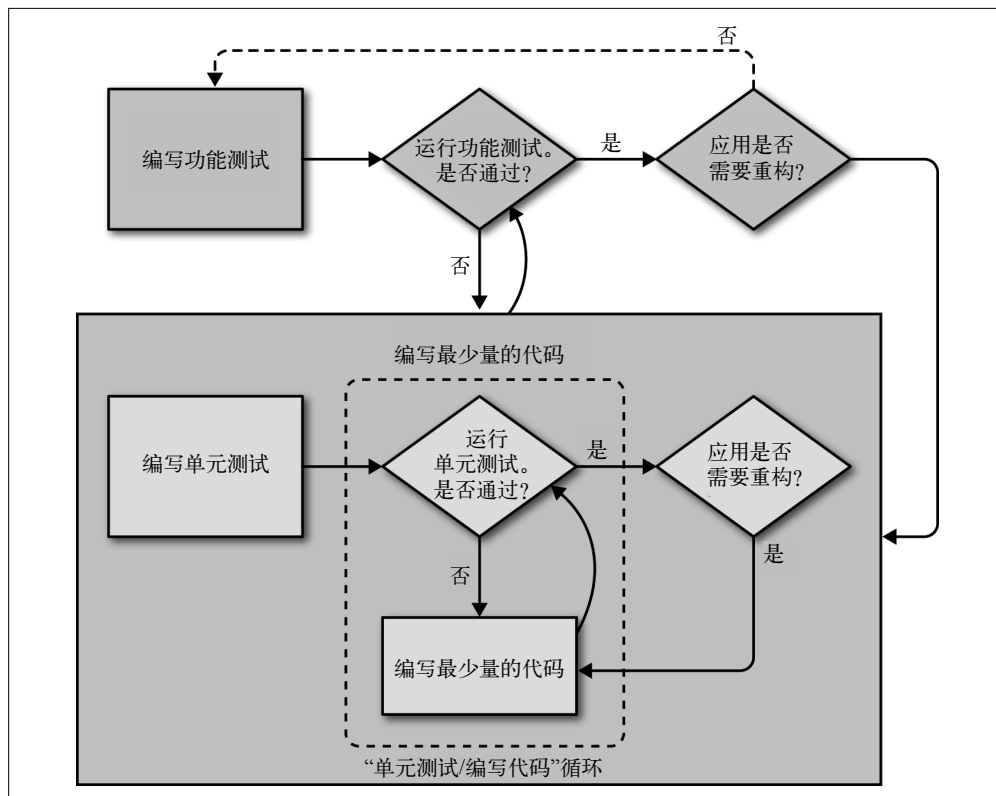 否
编写功能测试
运行功能测试。
是否通过?
是
应用是否
需要重构?
否
编写最少量的代码
编写单元测试
运行
单元测试。
是否通过?
是
应用是否
需要重构?
否
是
编写最少量的代码
“单元测试/编写代码”循环